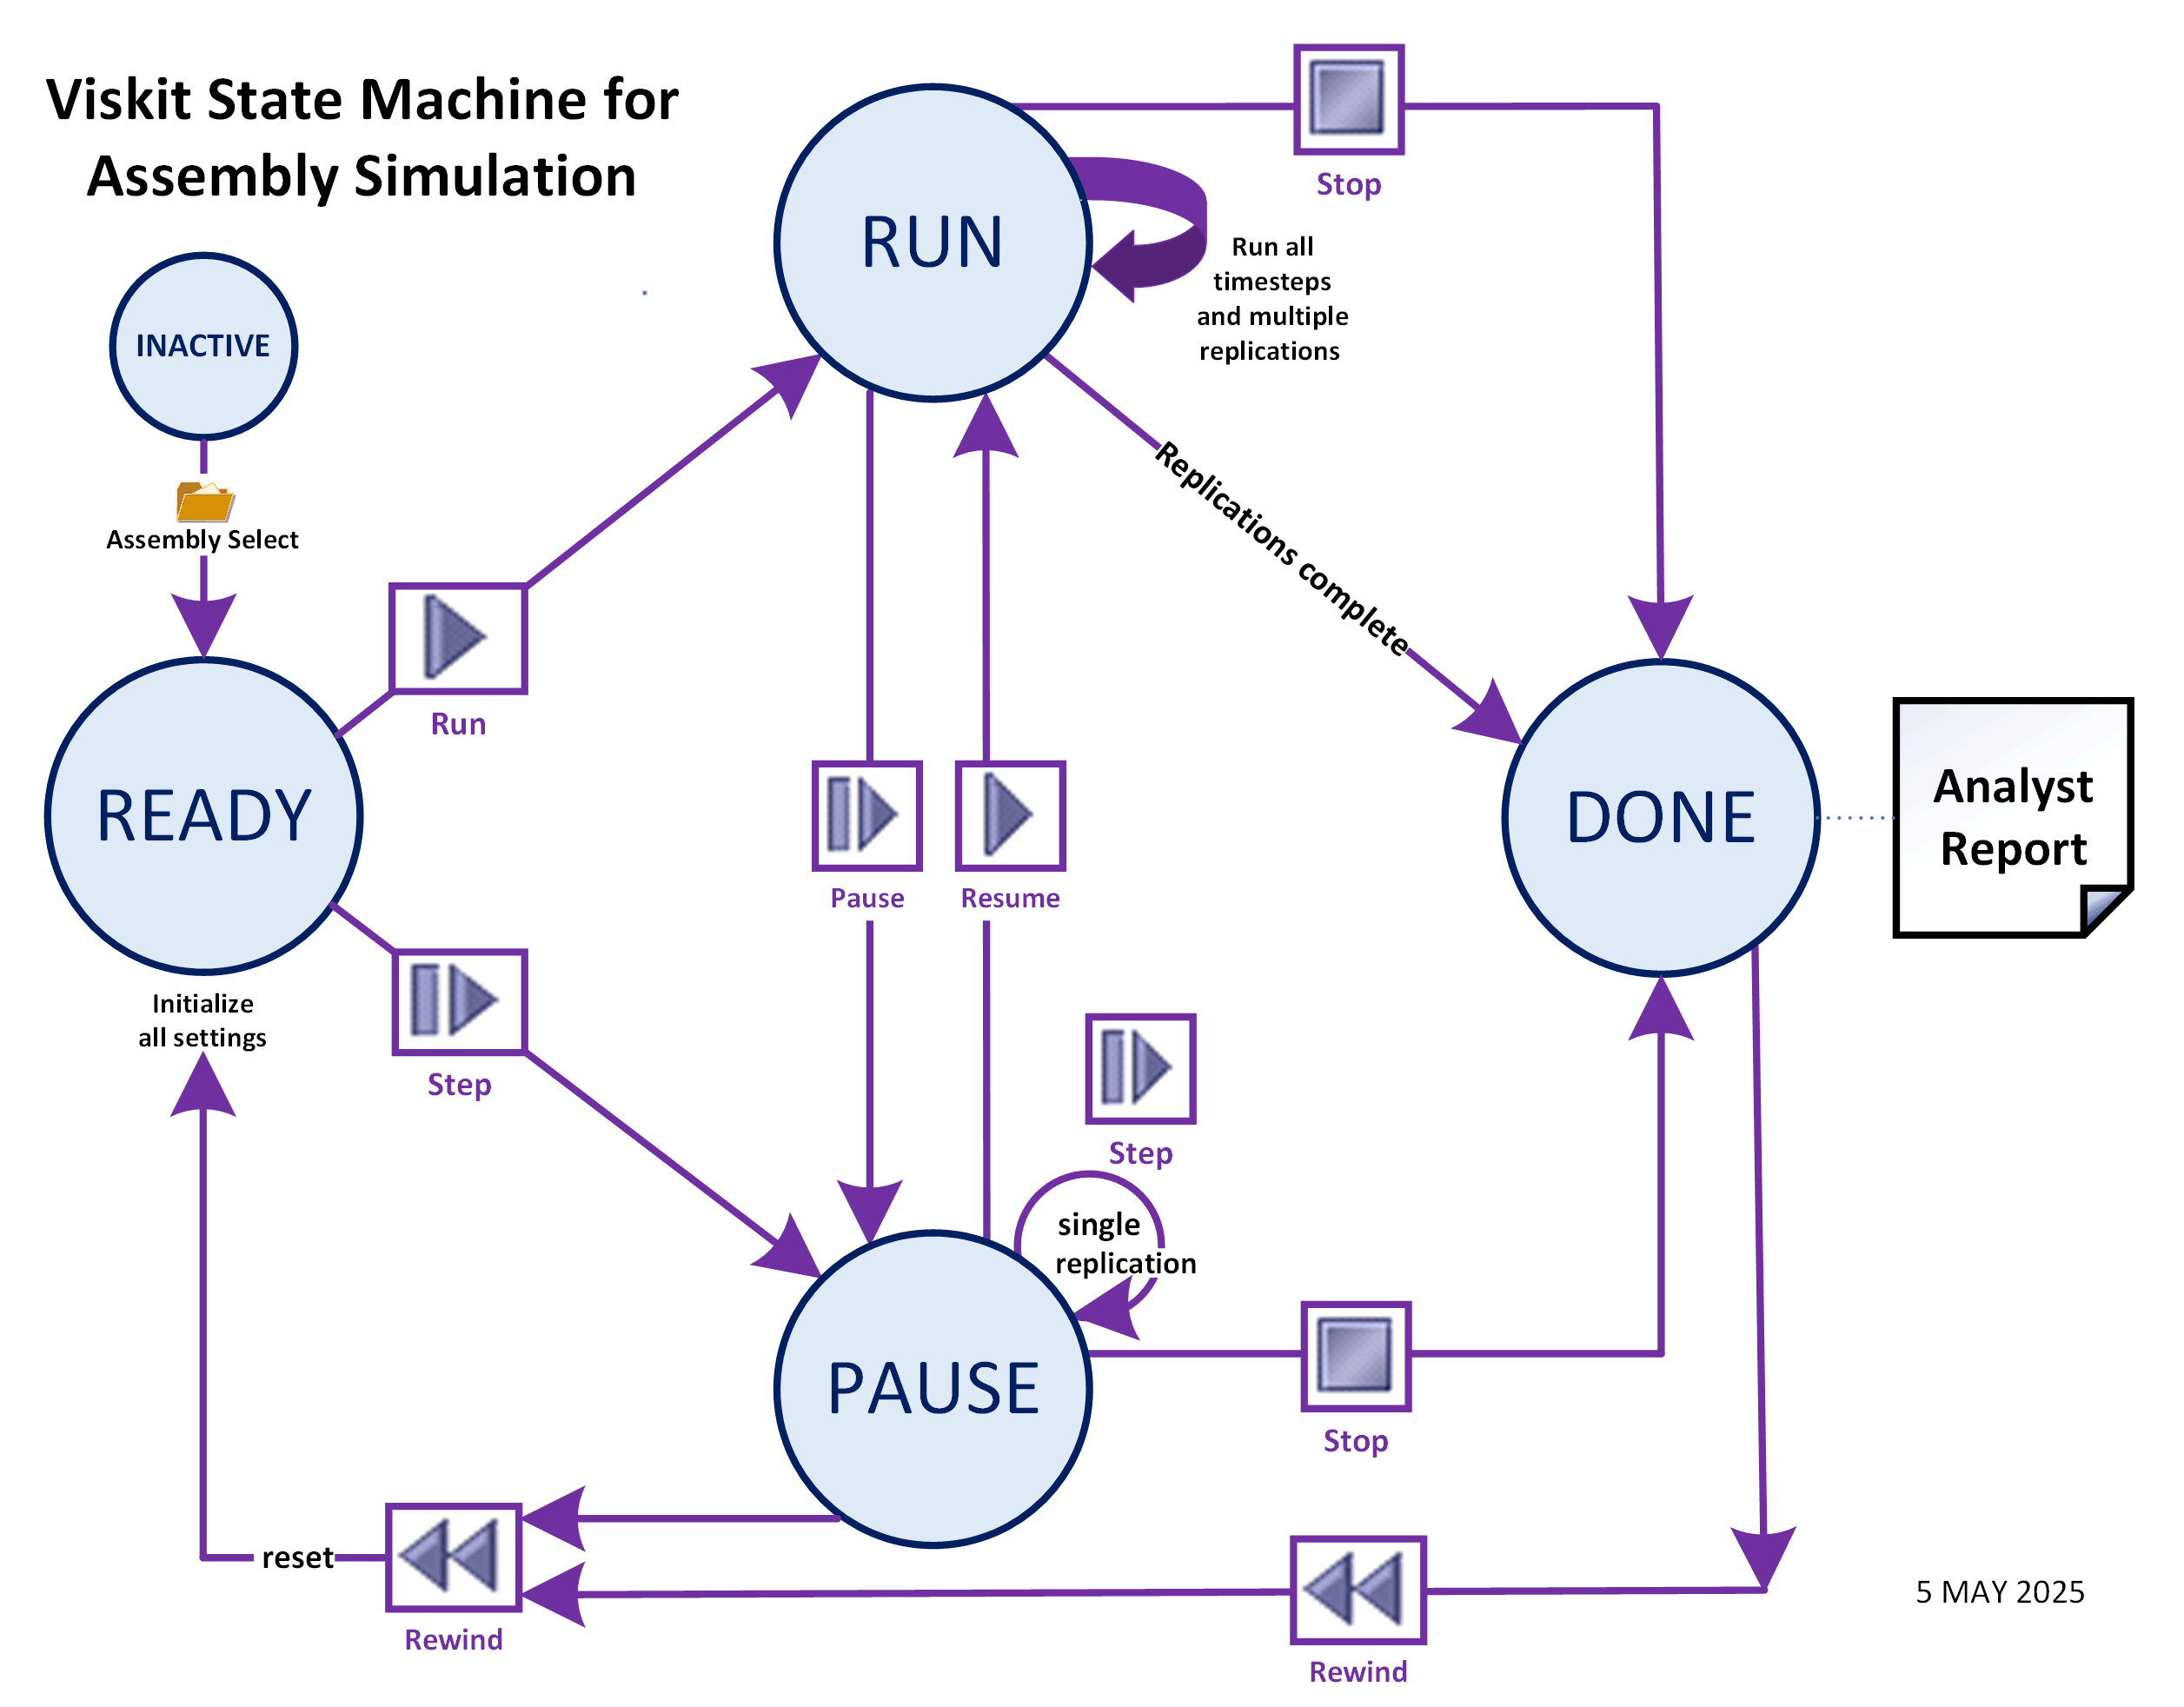 Viskit State Machine for
Assembly Simulation
INACTIVE
Assembly Select
RUN
Stop
Run all
timesteps
and multiple
replications
Replications complete
Run
READY
Initialize
all settings
Step
Pause
Resume
DONE
Analyst
Report
Step
single
replication
PAUSE
Stop
reset
Rewind
Rewind
5 MAY 2025